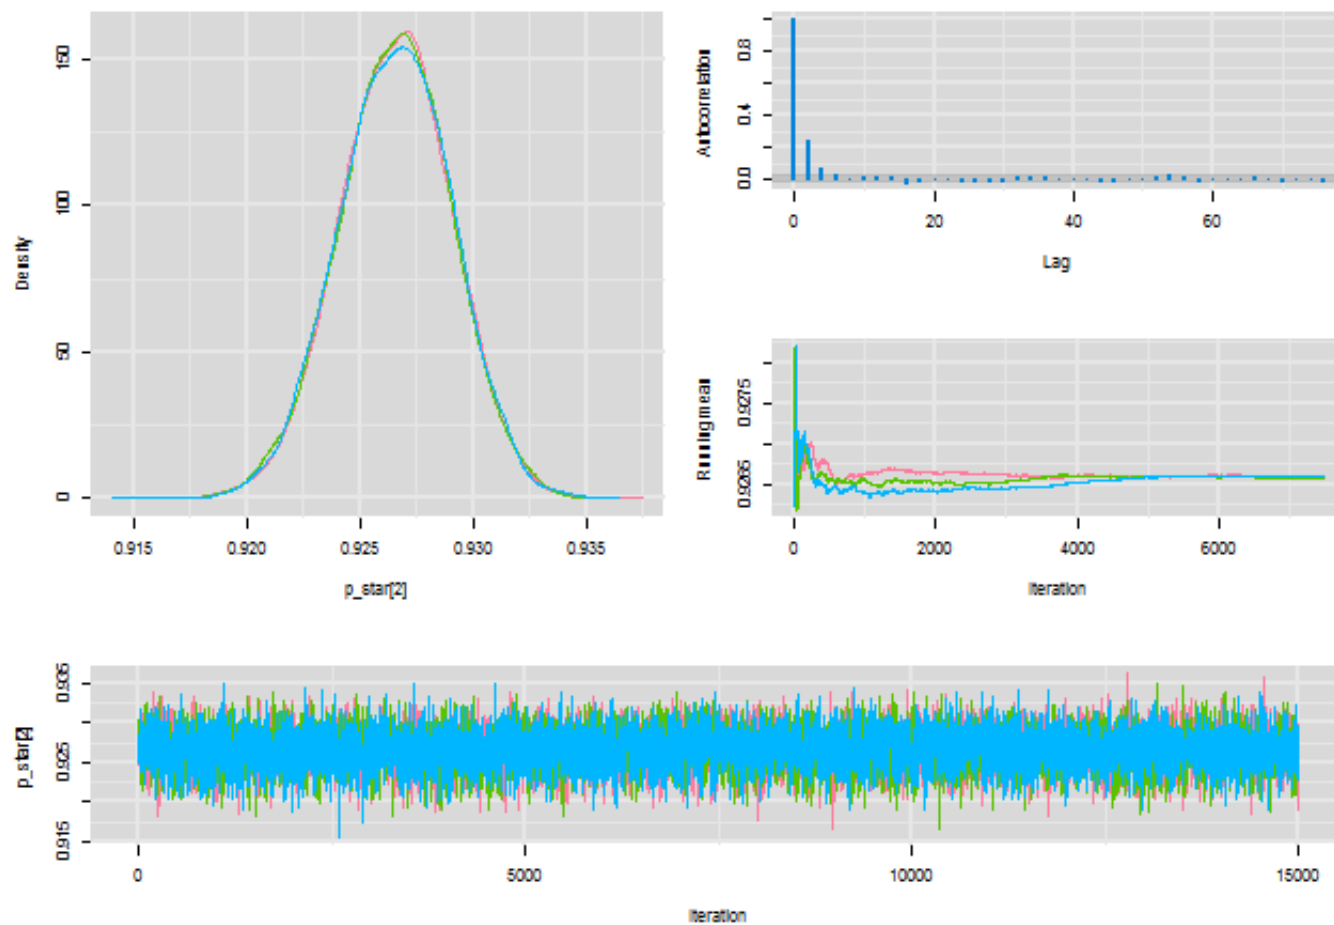 150
100
50
0
Density
0.915 0.920 0.925 0.930 0.935
p_star[2]
0.8
0.4
0.0
Autocorrelation
0 20 40 60
Lag
0.9275
0.9265
Running mean
0 2000 4000 6000
Iteration
0.935
0.925
0.915
p_star[2]
0 5000 10000 15000
Iteration